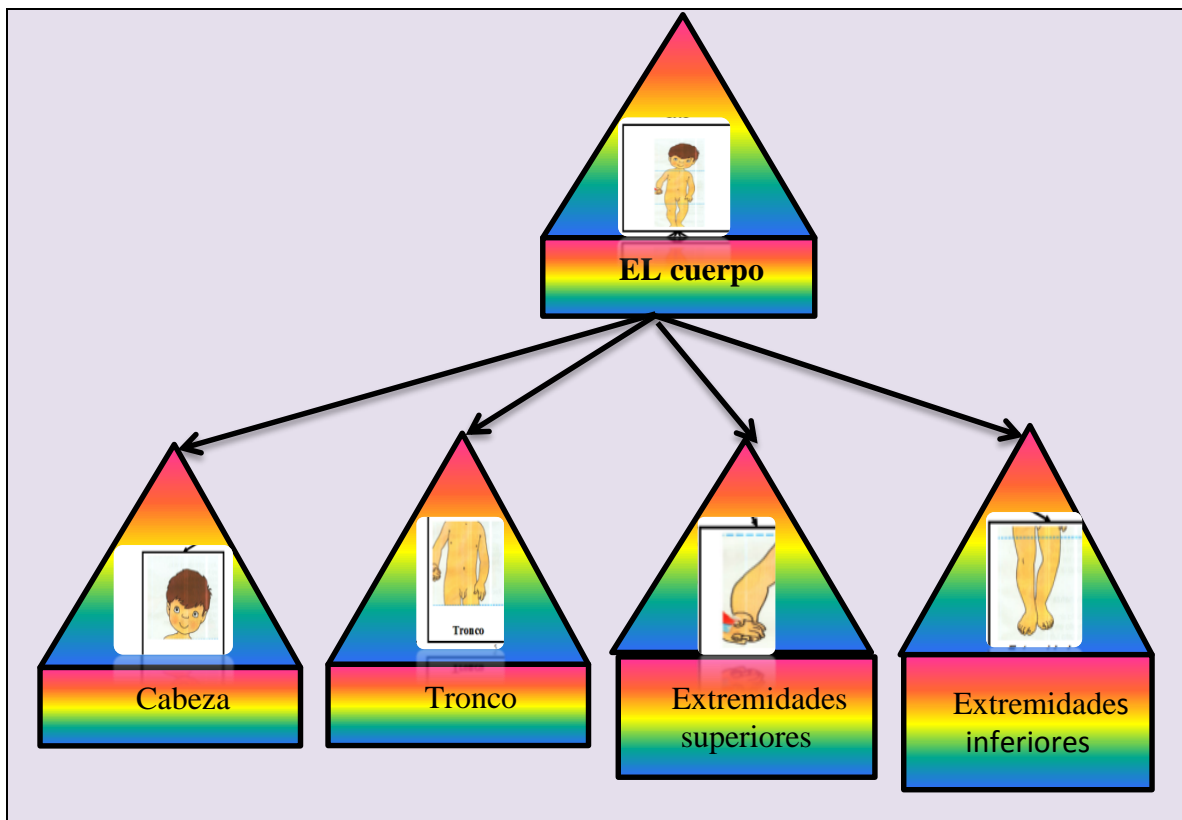 EL cuerpo
Tronco
Cabeza
Tronco
Extremidades
superiores
Extremidades
inferiores